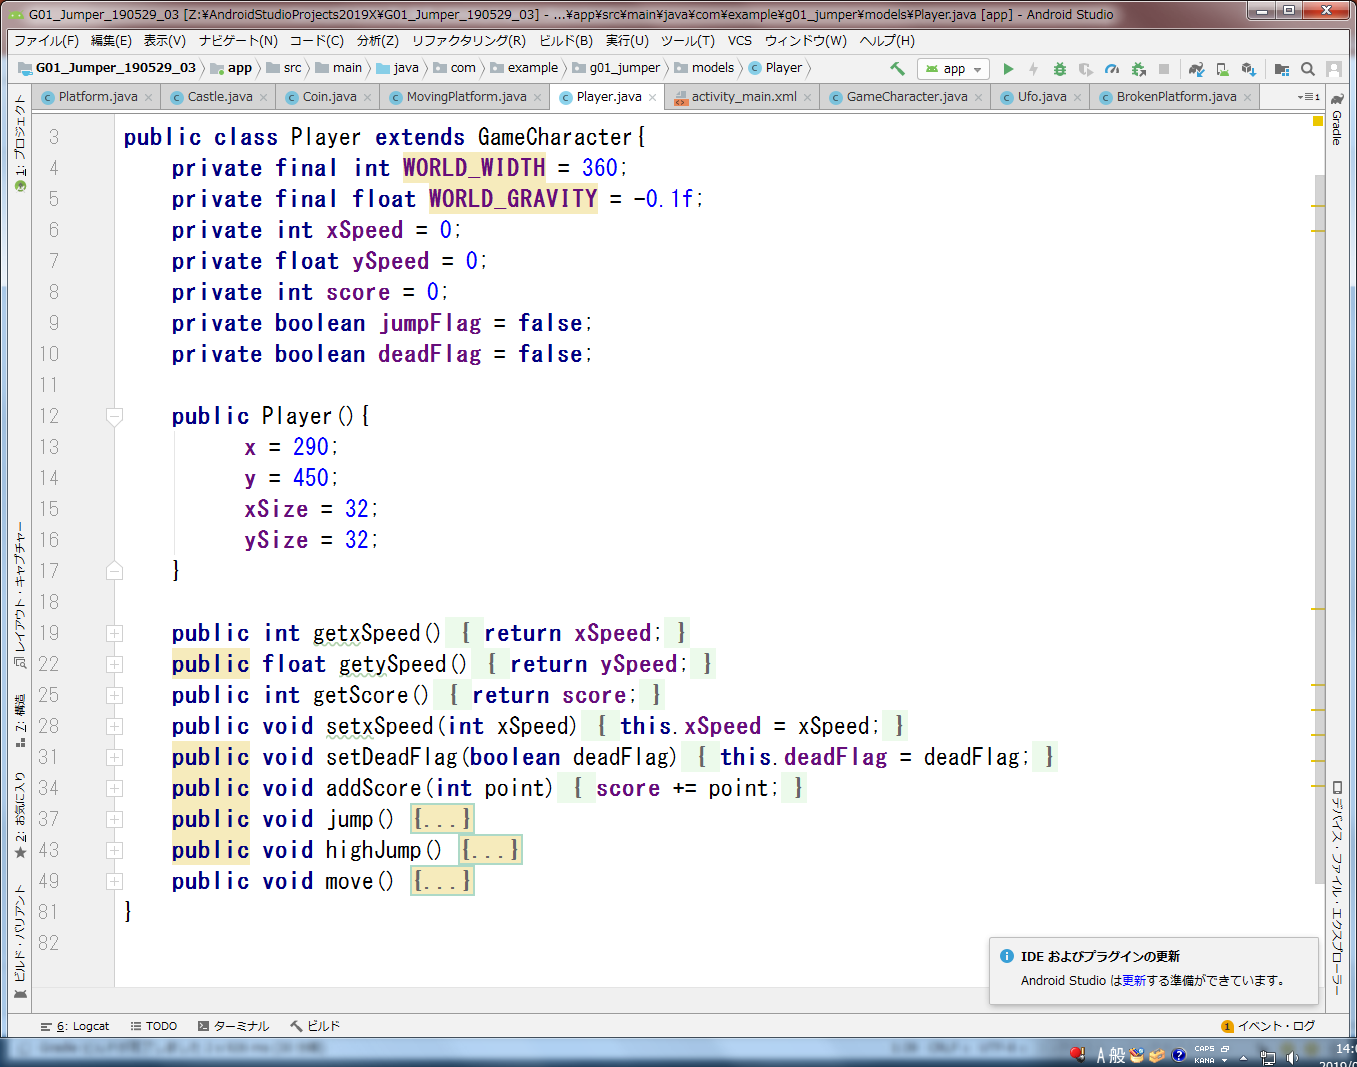 G01_Jumper_190529_03 [Z:¥AndroidStudioProjects2019X¥G01_Jumper_190529_03] - ...¥app¥src¥main¥java¥com¥example¥g01_jumper¥models¥Player.java [app] - Android Studio
ファイル(F) 編集(E) 表示(V) ナビゲート(N) コード(C) 分析(Z) リファクタリング(R) ビルド(B) 実行(U) ツール(T) VCS ウィンドウ(W) ヘルプ(H)
G01_Jumper_190529_03 app src main java com example g01_jumper models Player app
Platform.java Castle.java Coin.java MovingPlatform.java Player.java activity_main.xml GameCharacter.java Ufo.java BrokenPlatform.java 1
1: プロジェクト
レイアウト・キャプチャー
Z: 構造
2: お気に入り
ビルド・バリアント
3 public class Player extends GameCharacter{
4 private final int WORLD_WIDTH = 360;
5 private final float WORLD_GRAVITY = -0.1f;
6 private int xSpeed = 0;
7 private float ySpeed = 0;
8 private int score = 0;
9 private boolean jumpFlag = false;
10 private boolean deadFlag = false;
11
12 public Player(){
13 x = 290;
14 y = 450;
15 xSize = 32;
16 ySize = 32;
17 }
18
19 public int getxSpeed() { return xSpeed; }
22 public float getySpeed() { return ySpeed; }
25 public int getScore() { return score; }
28 public void setxSpeed(int xSpeed) { this.xSpeed = xSpeed; }
31 public void setDeadFlag(boolean deadFlag) { this.deadFlag = deadFlag; }
34 public void addScore(int point) { score += point; }
37 public void jump() {...}
43 public void highJump() {...}
49 public void move() {...}
81 }
82
Gradle
デバイス・ファイル・エクスプローラー
IDE およびプラグインの更新
Android Studio は更新する準備ができています。
6: Logcat TODO ターミナル ビルド 1 イベント・ログ
A 般 CAPS KANA